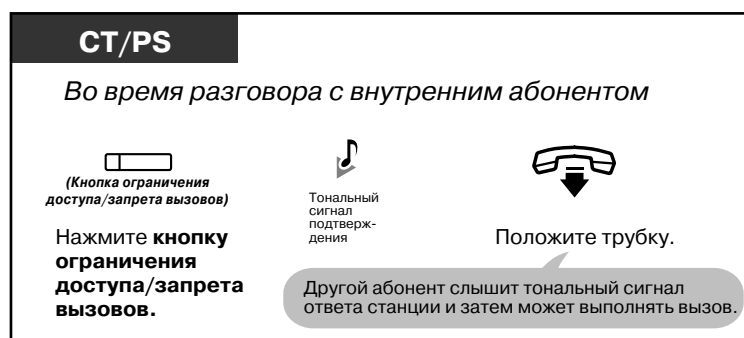 CT/PS
Во время разговора с внутренним абонентом
(Кнопка ограничения
доступа/запрета вызовов)
Нажмите кнопку
ограничения
доступа/запрета
вызовов.
Тональный
сигнал
подтверж-
дения
Положите трубку.
Другой абонент слышит тональный сигнал
ответа станции и затем может выполнять вызов.